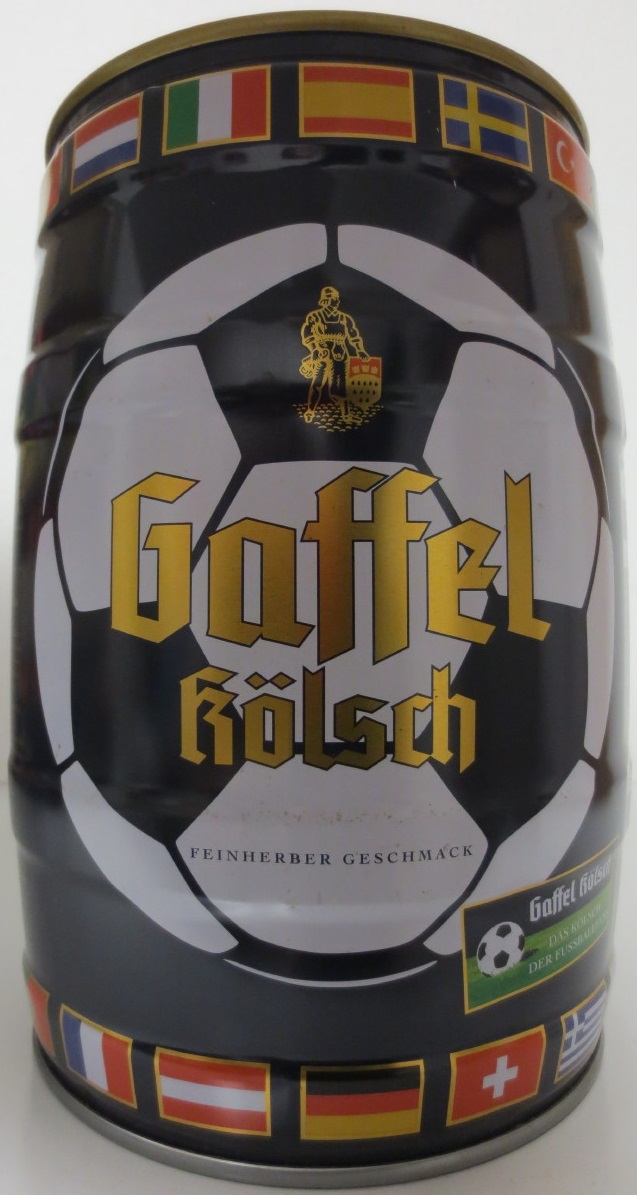 Gaffel
Kölsch
FEINHERBER GESCHMACK
Gaffel Kölsch
DAS KÖLSCH
DER FUSSBALL